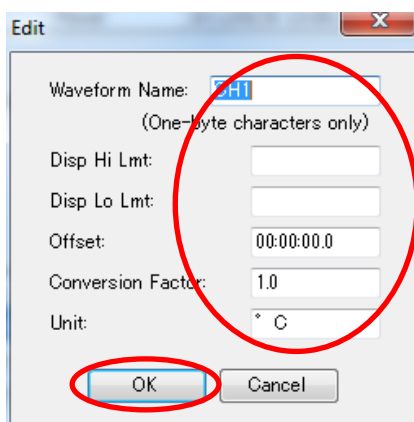 Edit
Waveform Name: CH1
(One-byte characters only)
Disp Hi Lmt:
Disp Lo Lmt:
Offset: 00:00:00.0
Conversion Factor: 1.0
Unit: ° C
OK Cancel